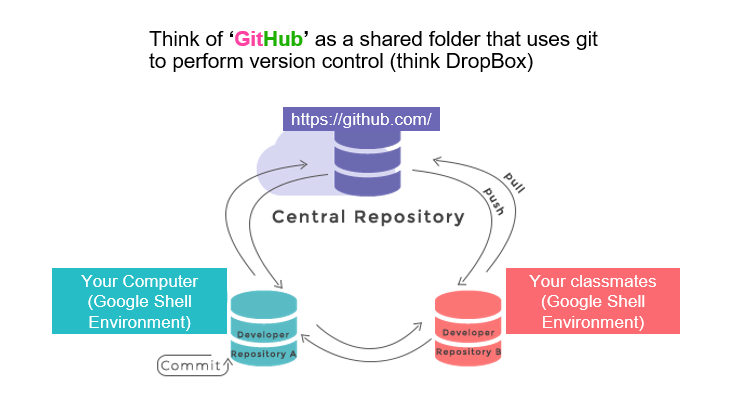 Think of ‘GitHub’ as a shared folder that uses git
to perform version control (think DropBox)
https://github.com/
pull
push
Central Repository
Your Computer
(Google Shell
Environment)
Your classmates
(Google Shell
Environment)
Developer
Repository A
Developer
Repository B
Commit